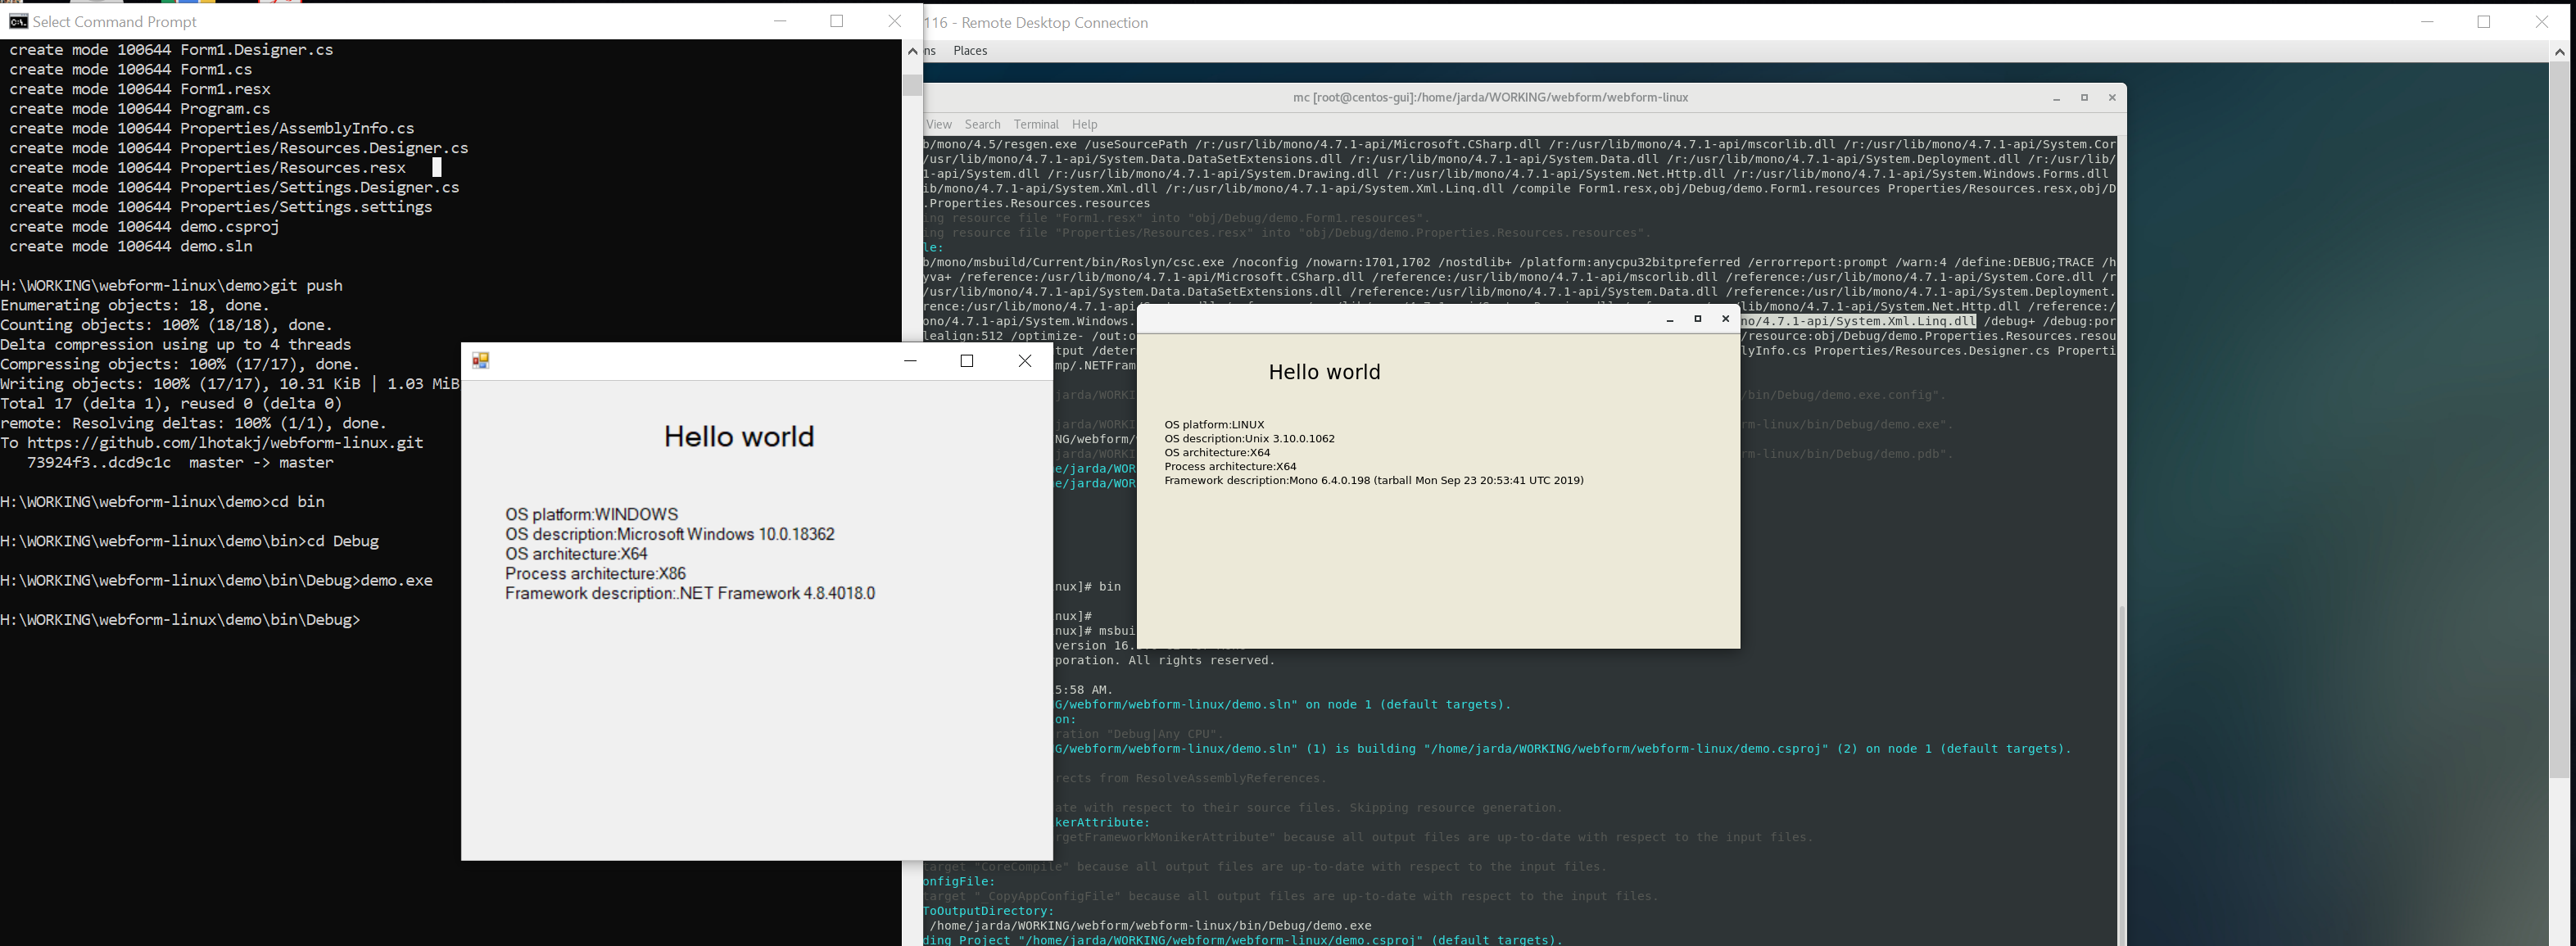 Select Command Prompt
create mode 100644 Form1.Designer.cs
create mode 100644 Form1.cs
create mode 100644 Form1.resx
create mode 100644 Program.cs
create mode 100644 Properties/AssemblyInfo.cs
create mode 100644 Properties/Resources.Designer.cs
create mode 100644 Properties/Resources.resx
create mode 100644 Properties/Settings.Designer.cs
create mode 100644 Properties/Settings.settings
create mode 100644 demo.csproj
create mode 100644 demo.sln
H:\WORKING\webform-linux\demo>git push
Enumerating objects: 18, done.
Counting objects: 100% (18/18), done.
Delta compression using up to 4 threads
Compressing objects: 100% (17/17), done.
Writing objects: 100% (17/17), 10.31 KiB | 1.03 MiB
Total 17 (delta 1), reused 0 (delta 0)
remote: Resolving deltas: 100% (1/1), done.
To https://github.com/lhotakj/webform-linux.git
73924f3..dcd9c1c master -> master
H:\WORKING\webform-linux\demo>cd bin
H:\WORKING\webform-linux\demo\bin>cd Debug
H:\WORKING\webform-linux\demo\bin\Debug>demo.exe
H:\WORKING\webform-linux\demo\bin\Debug>
Hello world
OS platform:WINDOWS
OS description:Microsoft Windows 10.0.18362
OS architecture:X64
Process architecture:X86
Framework description:.NET Framework 4.8.4018.0
116 - Remote Desktop Connection
ns Places
mc [root@centos-gui]:/home/jarda/WORKING/webform/webform-linux
View Search Terminal Help
b/mono/4.5/resgen.exe /useSourcePath /r:/usr/lib/mono/4.7.1-api/Microsoft.CSharp.dll /r:/usr/lib/mono/4.7.1-api/mscorlib.dll /r:/usr/lib/mono/4.7.1-api/System.Cor
/usr/lib/mono/4.7.1-api/System.Data.DataSetExtensions.dll /r:/usr/lib/mono/4.7.1-api/System.Data.dll /r:/usr/lib/mono/4.7.1-api/System.Deployment.dll /r:/usr/lib/
1-api/System.dll /r:/usr/lib/mono/4.7.1-api/System.Drawing.dll /r:/usr/lib/mono/4.7.1-api/System.Net.Http.dll /r:/usr/lib/mono/4.7.1-api/System.Windows.Forms.dll
ib/mono/4.7.1-api/System.Xml.dll /r:/usr/lib/mono/4.7.1-api/System.Xml.Linq.dll /compile Form1.resx,obj/Debug/demo.Form1.resources Properties/Resources.resx,obj/D
.Properties.Resources.resources
ing resource file "Form1.resx" into "obj/Debug/demo.Form1.resources".
ing resource file "Properties/Resources.resx" into "obj/Debug/demo.Properties.Resources.resources".
le:
b/mono/msbuild/Current/bin/Roslyn/csc.exe /noconfig /nowarn:1701,1702 /nostdlib+ /platform:anycpu32bitpreferred /errorreport:prompt /warn:4 /define:DEBUG;TRACE /h
yva+ /reference:/usr/lib/mono/4.7.1-api/Microsoft.CSharp.dll /reference:/usr/lib/mono/4.7.1-api/mscorlib.dll /reference:/usr/lib/mono/4.7.1-api/System.Core.dll /r
/usr/lib/mono/4.7.1-api/System.Data.DataSetExtensions.dll /reference:/usr/lib/mono/4.7.1-api/System.Data.dll /reference:/usr/lib/mono/4.7.1-api/System.Deployment.
rence:/usr/lib/mono/4.7.1-api /lib/mono/4.7.1-api/System.Net.Http.dll /reference:/
ono/4.7.1-api/System.Windows. no/4.7.1-api/System.Xml.Linq.dll /debug+ /debug:por
lealign:512 /optimize- /out:o /resource:obj/Debug/demo.Properties.Resources.resou
tput /deter lyInfo.cs Properties/Resources.Designer.cs Properti
mp/.NETFram
jarda/WORKI /bin/Debug/demo.exe.config".
jarda/WORKI rm-linux/bin/Debug/demo.exe".
NG/webform/
jarda/WORKI rm-linux/bin/Debug/demo.pdb".
e/jarda/WOR
e/jarda/WOR
Hello world
OS platform:LINUX
OS description:Unix 3.10.0.1062
OS architecture:X64
Process architecture:X64
Framework description:Mono 6.4.0.198 (tarball Mon Sep 23 20:53:41 UTC 2019)
nux]# bin
nux]#
nux]# msbui
version 16.
poration. All rights reserved.
5:58 AM.
G/webform/webform-linux/demo.sln" on node 1 (default targets).
on:
ration "Debug|Any CPU".
G/webform/webform-linux/demo.sln" (1) is building "/home/jarda/WORKING/webform/webform-linux/demo.csproj" (2) on node 1 (default targets).
rects from ResolveAssemblyReferences.
ate with respect to their source files. Skipping resource generation.
kerAttribute:
rgetFrameworkMonikerAttribute" because all output files are up-to-date with respect to the input files.
target "CoreCompile" because all output files are up-to-date with respect to the input files.
onfigFile:
target "_CopyAppConfigFile" because all output files are up-to-date with respect to the input files.
ToOutputDirectory:
/home/jarda/WORKING/webform/webform-linux/bin/Debug/demo.exe
ding Project "/home/jarda/WORKING/webform/webform-linux/demo.csproj" (default targets).